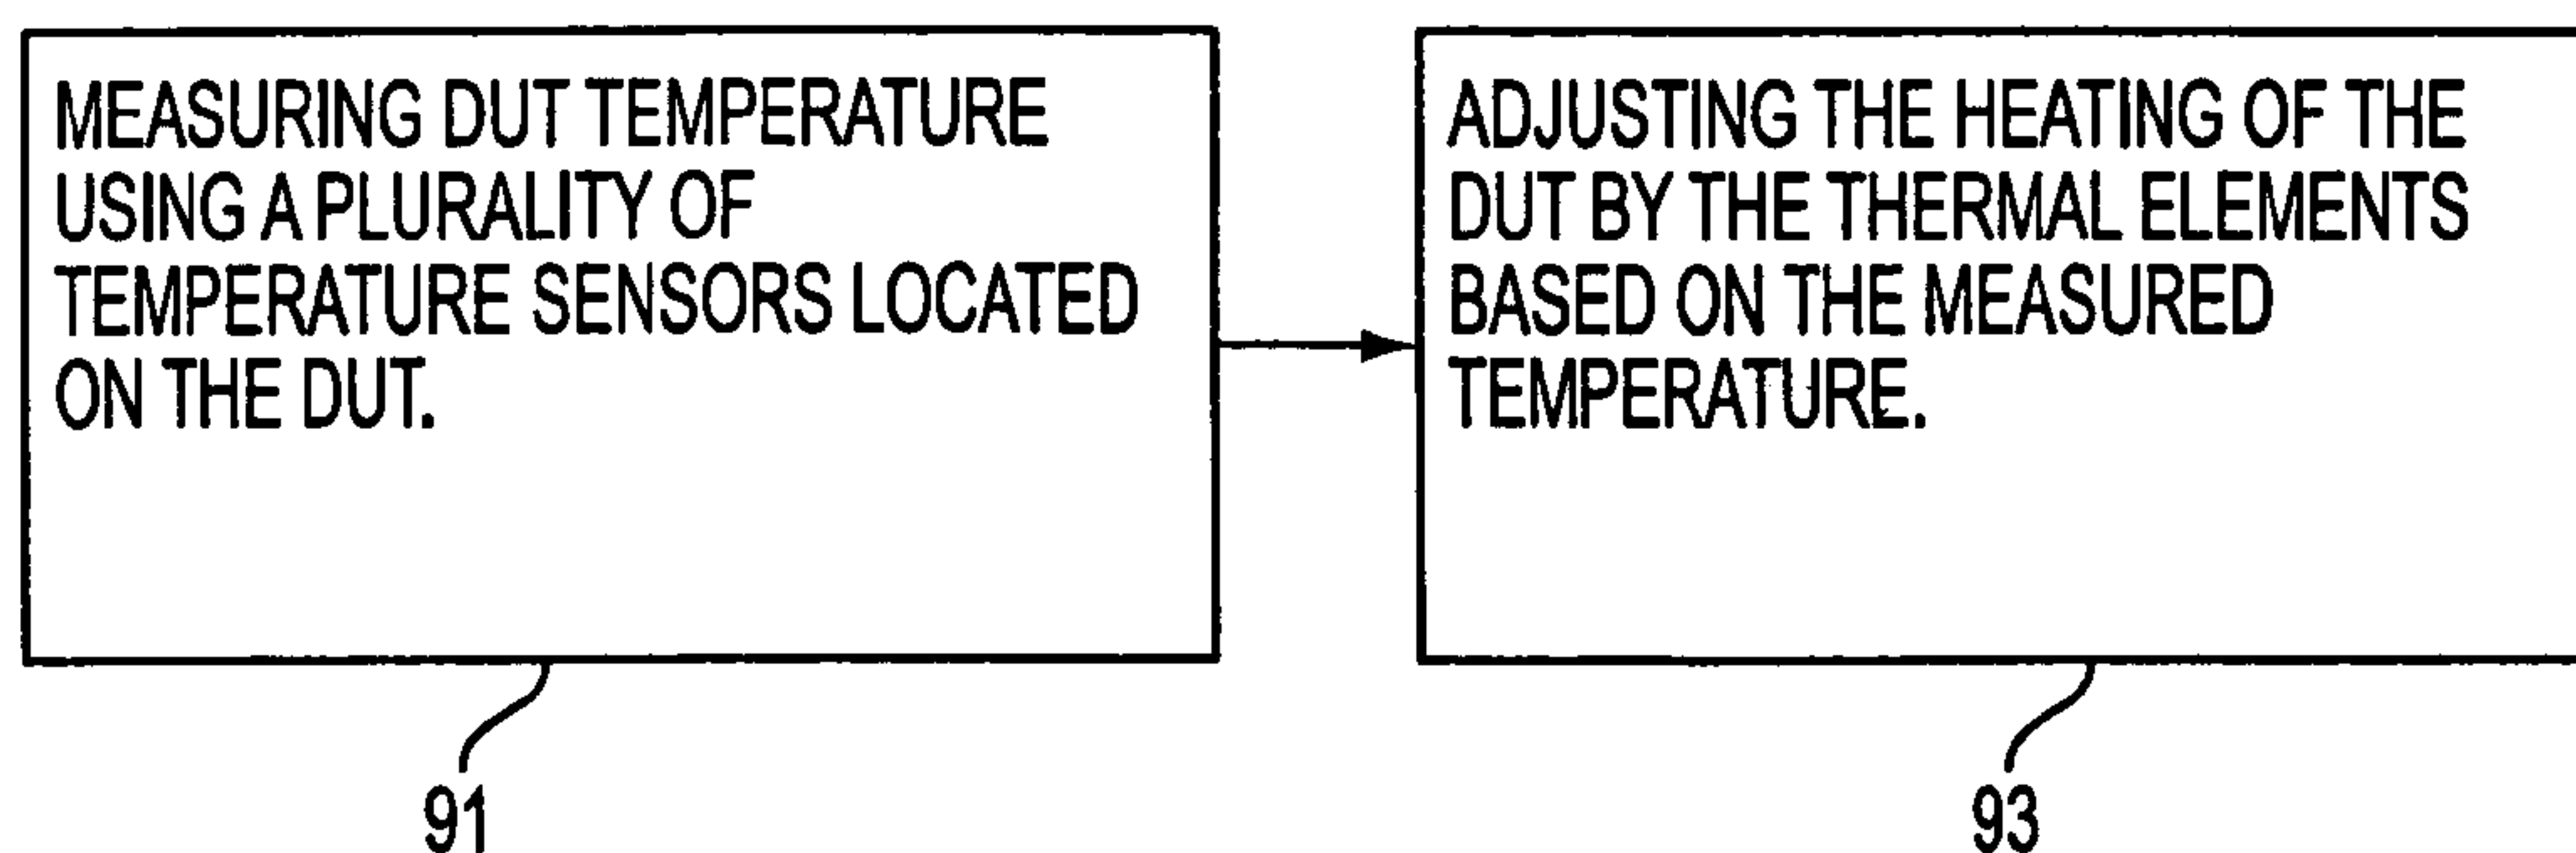 MEASURING DUT TEMPERATURE
USING A PLURALITY OF
TEMPERATURE SENSORS LOCATED
ON THE DUT.
ADJUSTING THE HEATING OF THE
DUT BY THE THERMAL ELEMENTS
BASED ON THE MEASURED
TEMPERATURE.
91
93